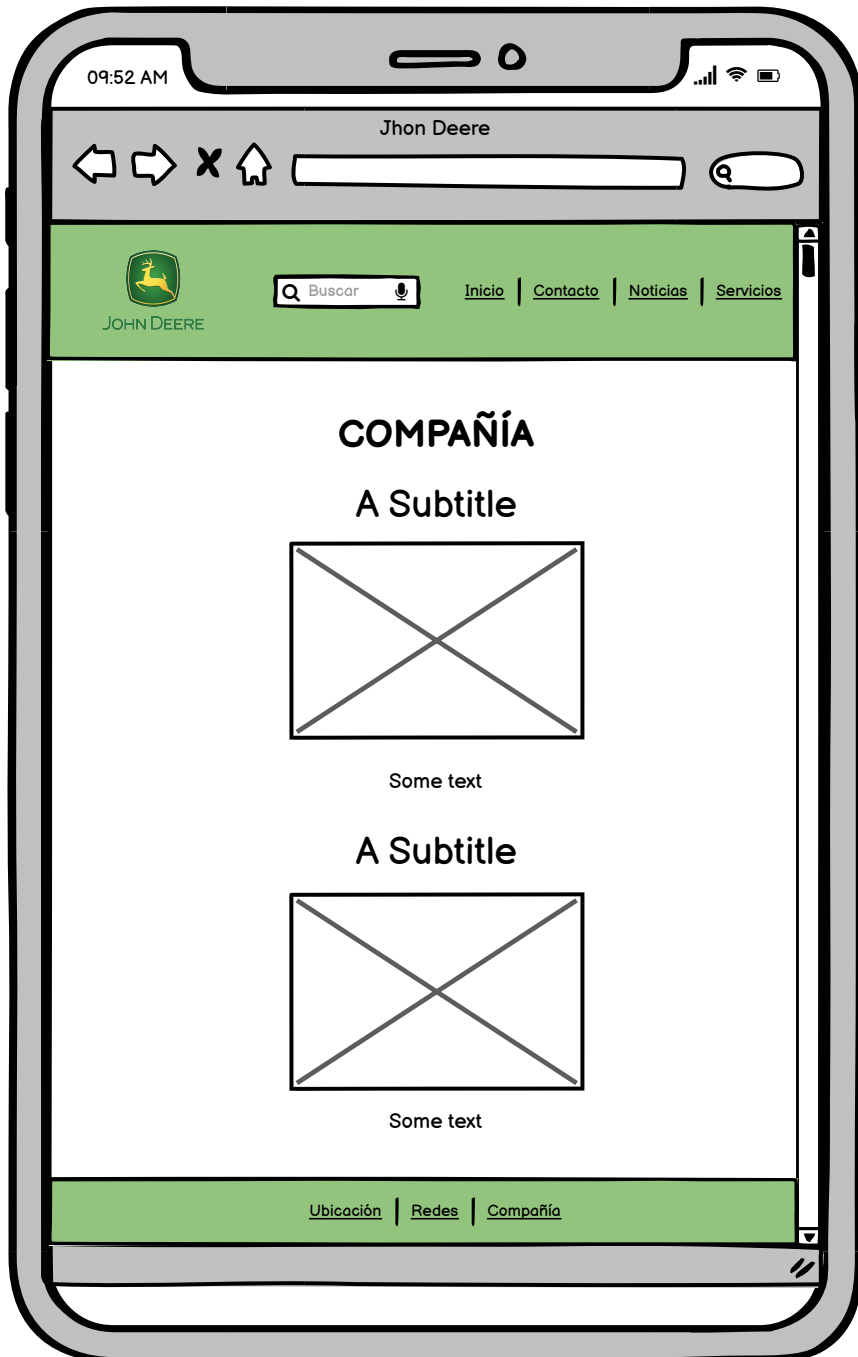 09:52 AM
Jhon Deere
JOHN DEERE
Buscar
Inicio | Contacto | Noticias | Servicios
COMPAÑÍA
A Subtitle
Some text
A Subtitle
Some text
Ubicación | Redes | Compañía